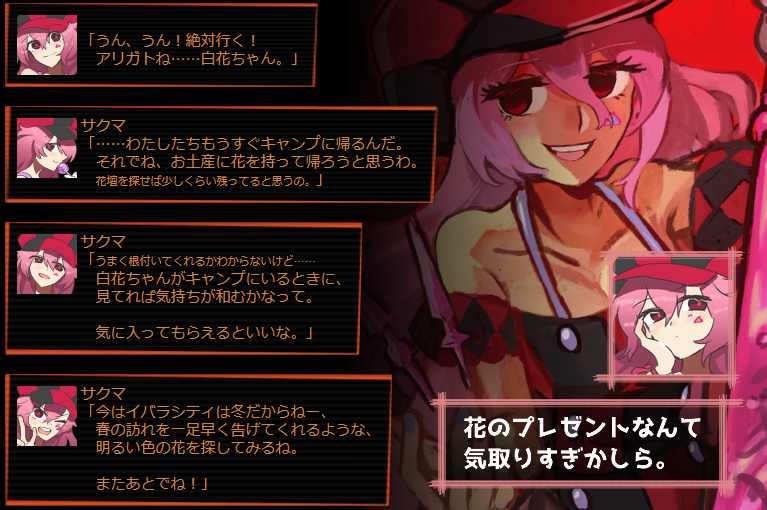 「うん、うん！絶対行く！
アリガトね……白花ちゃん。」
サクマ
「……わたしたちもうすぐキャンプに帰るんだ。
それでね、お土産に花を持って帰ろうと思うわ。
花壇を探せば少しくらい残ってると思うの。」
サクマ
「うまく根付いてくれるかわからないけど……
白花ちゃんがキャンプにいるときに、
見てれば気持ちが和むかなって。
気に入ってもらえるといいな。」
サクマ
「今はイバラシティは冬だからねー、
春の訪れを一足早く告げてくれるような、
明るい色の花を探してみるね。
またあとでね！」
花のプレゼントなんて
気取りすぎかしら。